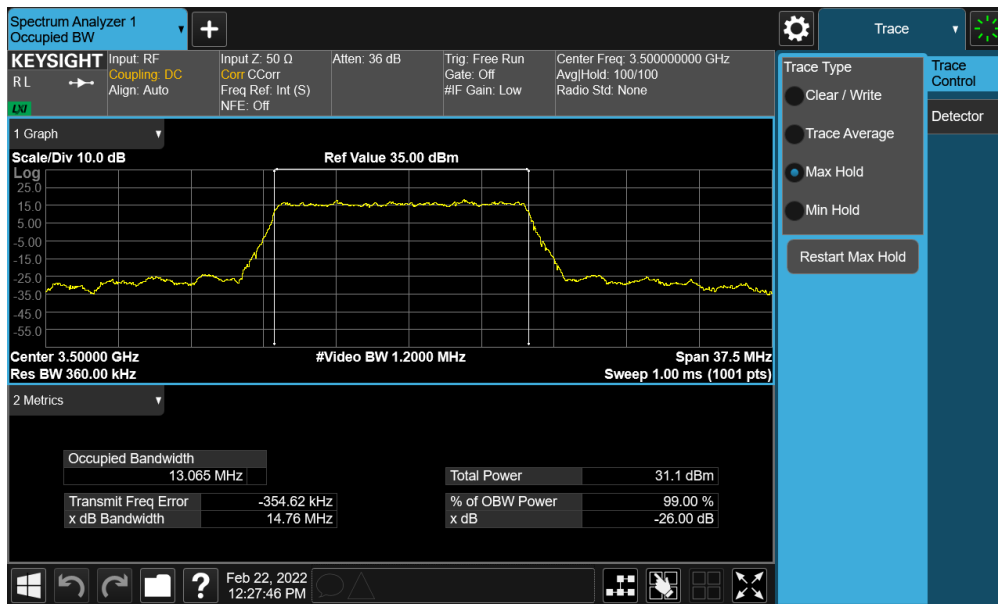 Spectrum Analyzer 1
Occupied BW
+
Trace
KEYSIGHT
R L
LXI
Input: RF
Coupling: DC
Align: Auto
Input Z: 50 Ω
Corr CCorr
Freq Ref: Int (S)
NFE: Off
Atten: 36 dB
Trig: Free Run
Gate: Off
#IF Gain: Low
Center Freq: 3.500000000 GHz
Avg|Hold: 100/100
Radio Std: None
1 Graph
Scale/Div 10.0 dB
Ref Value 35.00 dBm
Log
25.0
15.0
5.00
-5.00
-15.0
-25.0
-35.0
-45.0
-55.0
Center 3.50000 GHz
#Video BW 1.2000 MHz
Span 37.5 MHz
Res BW 360.00 kHz
Sweep 1.00 ms (1001 pts)
2 Metrics
Occupied Bandwidth
13.065 MHz
Total Power 31.1 dBm
Transmit Freq Error -354.62 kHz
% of OBW Power 99.00 %
x dB Bandwidth 14.76 MHz
x dB -26.00 dB
Trace Type
Clear / Write
Trace Average
Max Hold
Min Hold
Restart Max Hold
Trace
Control
Detector
?
Feb 22, 2022
12:27:46 PM